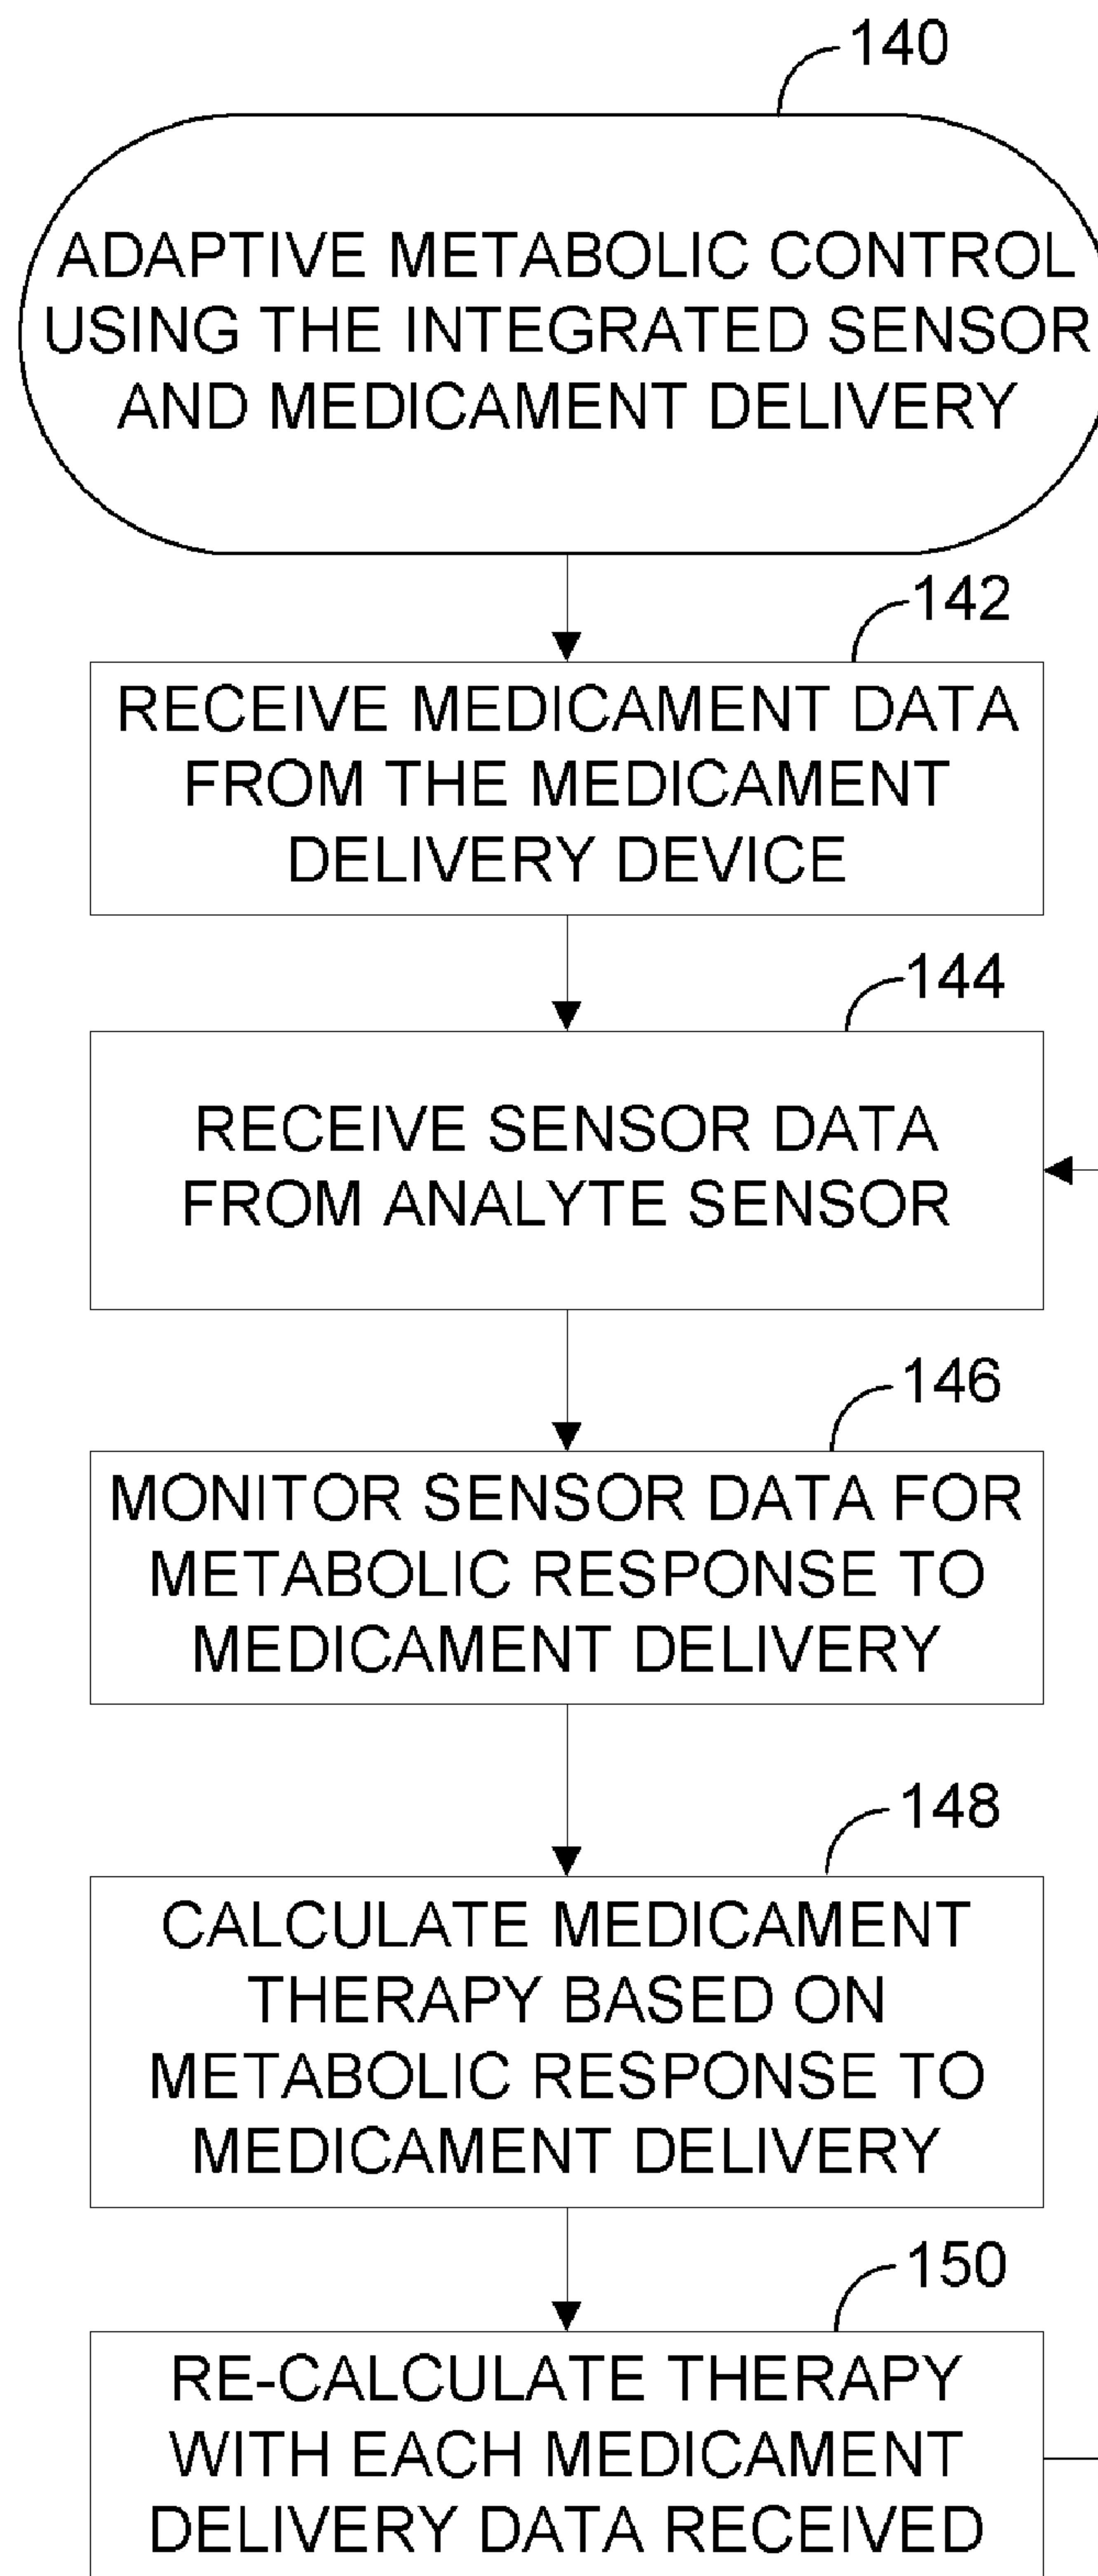 140
ADAPTIVE METABOLIC CONTROL
USING THE INTEGRATED SENSOR
AND MEDICAMENT DELIVERY
142
RECEIVE MEDICAMENT DATA
FROM THE MEDICAMENT
DELIVERY DEVICE
144
RECEIVE SENSOR DATA
FROM ANALYTE SENSOR
146
MONITOR SENSOR DATA FOR
METABOLIC RESPONSE TO
MEDICAMENT DELIVERY
148
CALCULATE MEDICAMENT
THERAPY BASED ON
METABOLIC RESPONSE TO
MEDICAMENT DELIVERY
150
RE-CALCULATE THERAPY
WITH EACH MEDICAMENT
DELIVERY DATA RECEIVED